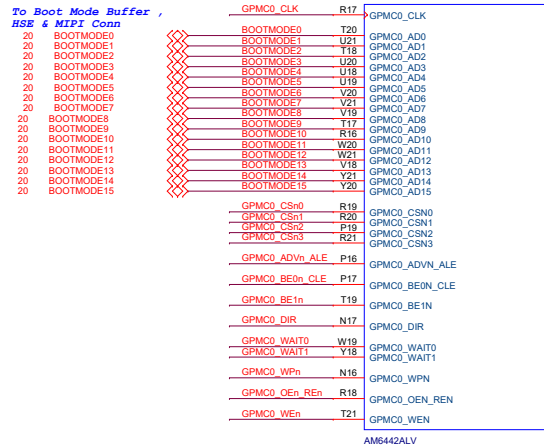 To Boot Mode Buffer ,
HSE & MIPI Conn
GPMC0_CLK R17 GPMC0_CLK
20 BOOTMODE0 BOOTMODE0 T20 GPMC0_AD0
20 BOOTMODE1 BOOTMODE1 U21 GPMC0_AD1
20 BOOTMODE2 BOOTMODE2 T18 GPMC0_AD2
20 BOOTMODE3 BOOTMODE3 U20 GPMC0_AD3
20 BOOTMODE4 BOOTMODE4 U18 GPMC0_AD4
20 BOOTMODE5 BOOTMODE5 U19 GPMC0_AD5
20 BOOTMODE6 BOOTMODE6 V20 GPMC0_AD6
20 BOOTMODE7 BOOTMODE7 V21 GPMC0_AD7
20 BOOTMODE8 BOOTMODE8 V19 GPMC0_AD8
20 BOOTMODE9 BOOTMODE9 T17 GPMC0_AD9
20 BOOTMODE10 BOOTMODE10 R16 GPMC0_AD10
20 BOOTMODE11 BOOTMODE11 W20 GPMC0_AD11
20 BOOTMODE12 BOOTMODE12 W21 GPMC0_AD12
20 BOOTMODE13 BOOTMODE13 V18 GPMC0_AD13
20 BOOTMODE14 BOOTMODE14 Y21 GPMC0_AD14
20 BOOTMODE15 BOOTMODE15 Y20 GPMC0_AD15
GPMC0_CSn0 R19 GPMC0_CSN0
GPMC0_CSn1 R20 GPMC0_CSN1
GPMC0_CSn2 P19 GPMC0_CSN2
GPMC0_CSn3 R21 GPMC0_CSN3
GPMC0_ADVn_ALE P16 GPMC0_ADVN_ALE
GPMC0_BE0n_CLE P17 GPMC0_BE0N_CLE
GPMC0_BE1n T19 GPMC0_BE1N
GPMC0_DIR N17 GPMC0_DIR
GPMC0_WAIT0 W19 GPMC0_WAIT0
GPMC0_WAIT1 Y18 GPMC0_WAIT1
GPMC0_WPn N16 GPMC0_WPN
GPMC0_OEn_REn R18 GPMC0_OEN_REN
GPMC0_WEn T21 GPMC0_WEN
AM6442ALV